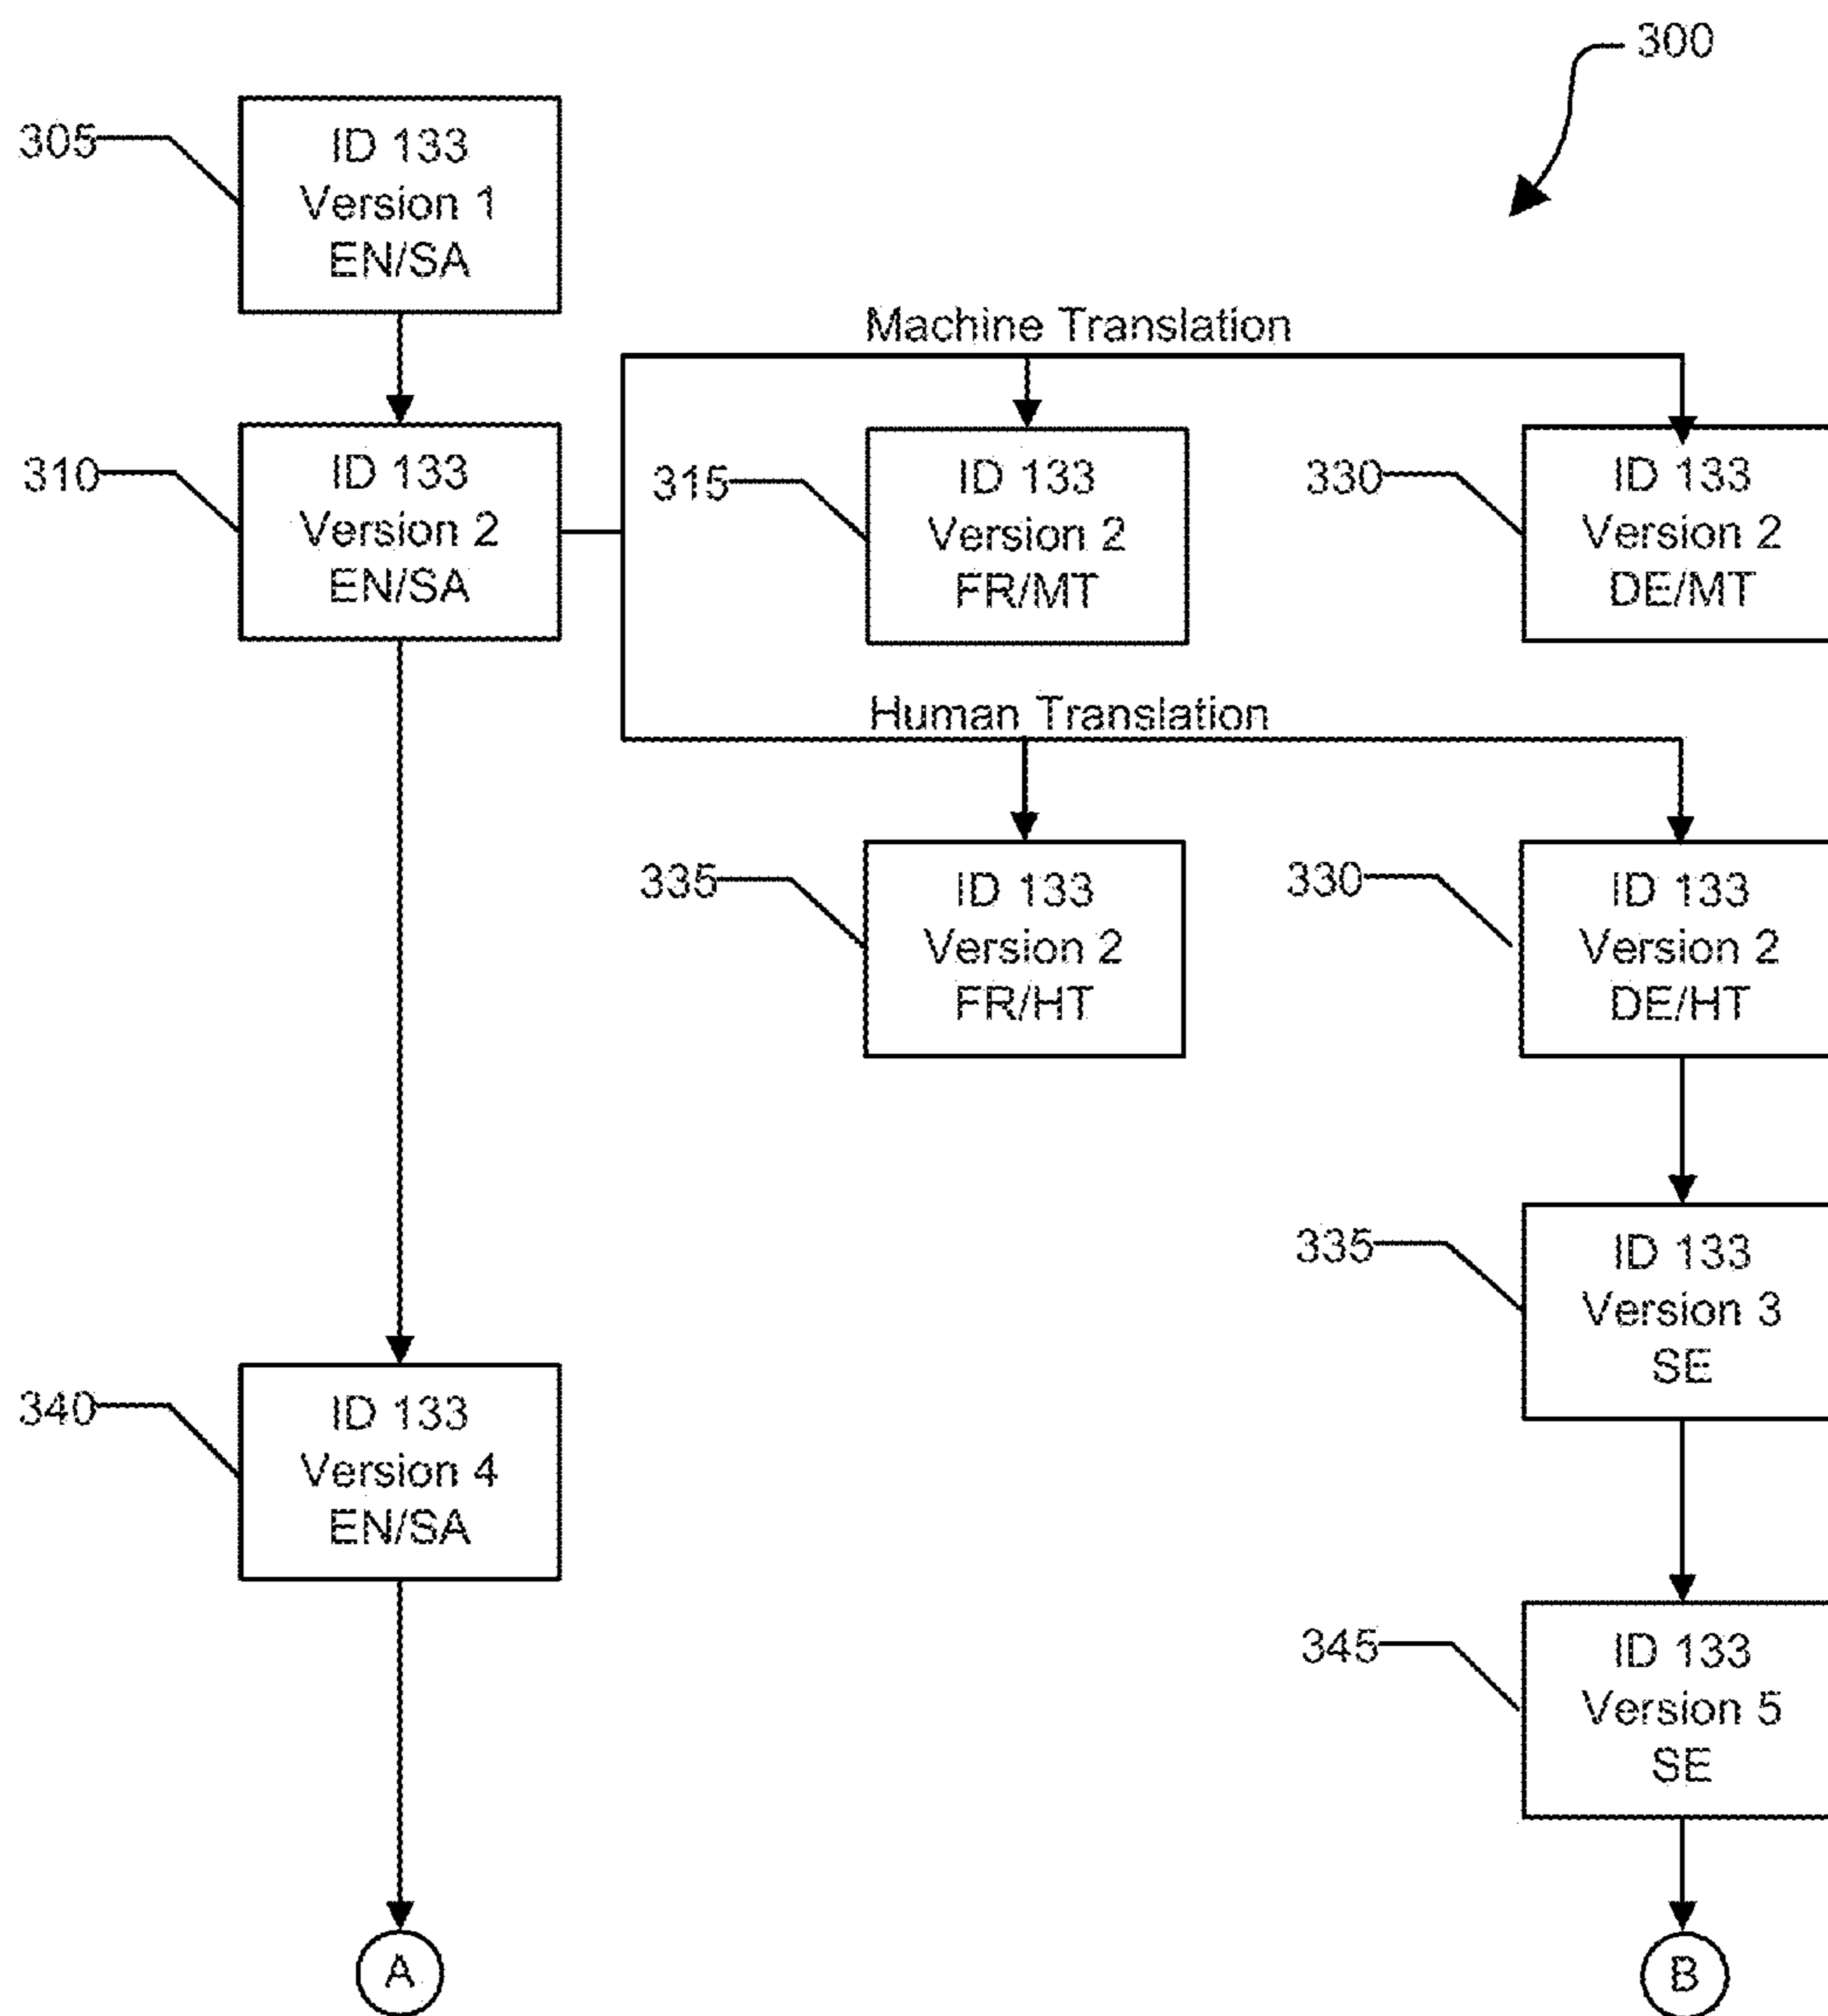 300
305
ID 133
Version 1
EN/SA
Machine Translation
310
ID 133
Version 2
EN/SA
315
ID 133
Version 2
FR/MT
330
ID 133
Version 2
DE/MT
Human Translation
335
ID 133
Version 2
FR/HT
330
ID 133
Version 2
DE/HT
335
ID 133
Version 3
SE
340
ID 133
Version 4
EN/SA
345
ID 133
Version 5
SE
A
B